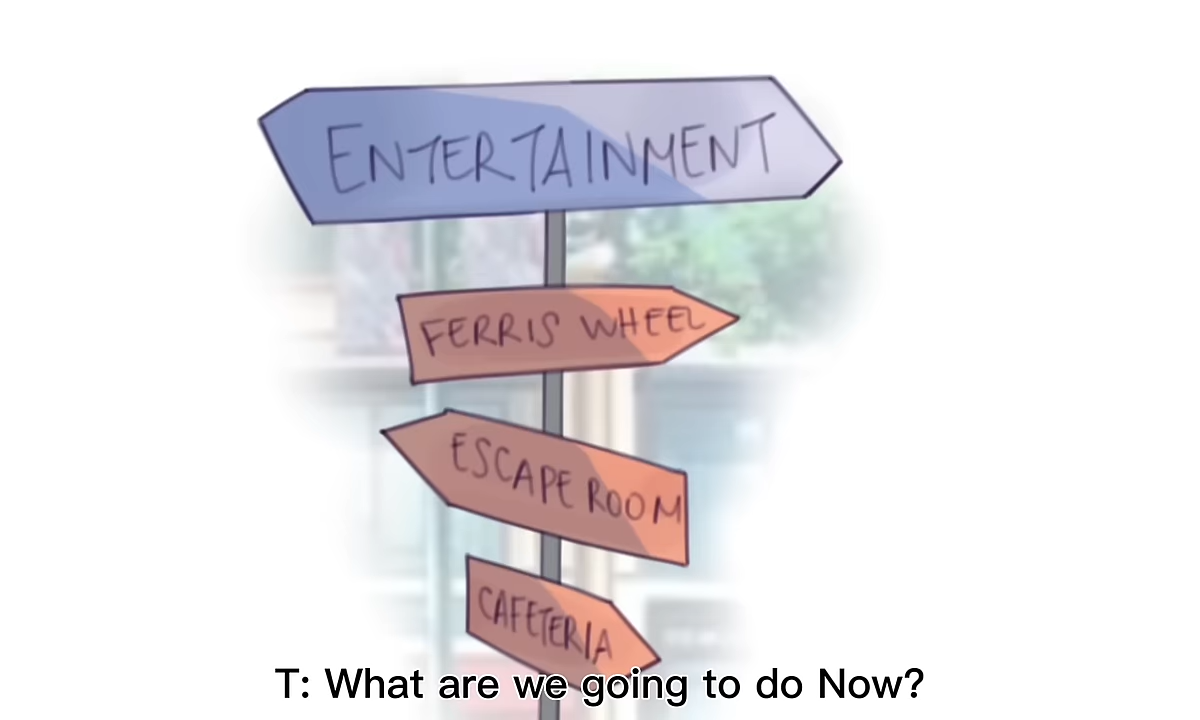 ENTERTAINMENT
FERRIS WHEEL
ESCAPE ROOM
CAFETERIA
T: What are we going to do Now?